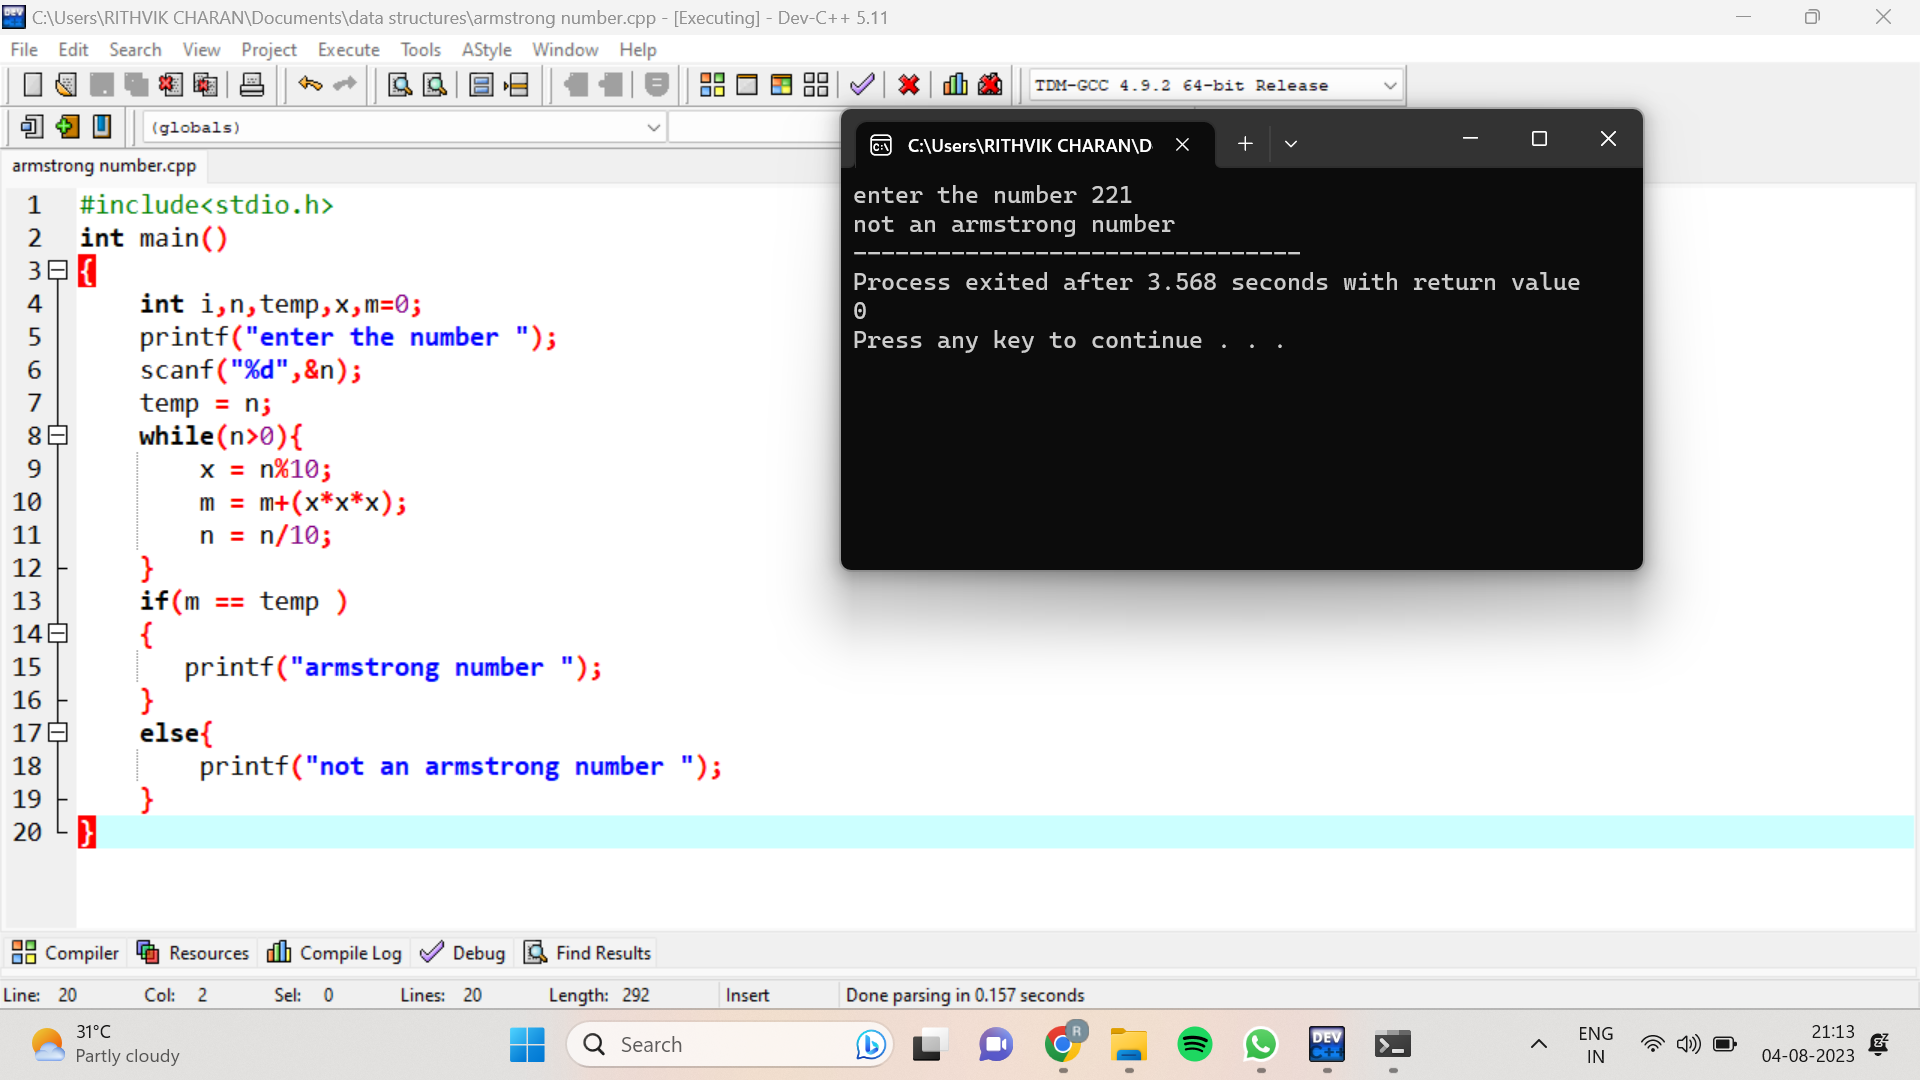 C:\Users\RITHVIK CHARAN\Documents\data structures\armstrong number.cpp - [Executing] - Dev-C++ 5.11
File Edit Search View Project Execute Tools AStyle Window Help
TDM-GCC 4.9.2 64-bit Release
(globals)
armstrong number.cpp
1 #include<stdio.h>
2 int main()
3 {
4 int i,n,temp,x,m=0;
5 printf("enter the number ");
6 scanf("%d",&n);
7 temp = n;
8 while(n>0){
9 x = n%10;
10 m = m+(x*x*x);
11 n = n/10;
12 }
13 if(m == temp )
14 {
15 printf("armstrong number ");
16 }
17 else{
18 printf("not an armstrong number ");
19 }
20 }
C:\Users\RITHVIK CHARAN\D
enter the number 221
not an armstrong number
--------------------------------
Process exited after 3.568 seconds with return value
0
Press any key to continue . . .
Compiler Resources Compile Log Debug Find Results
Line: 20 Col: 2 Sel: 0 Lines: 20 Length: 292 Insert Done parsing in 0.157 seconds
31°C
Partly cloudy
Search
R
DEV
C++
ENG
IN
21:13
04-08-2023